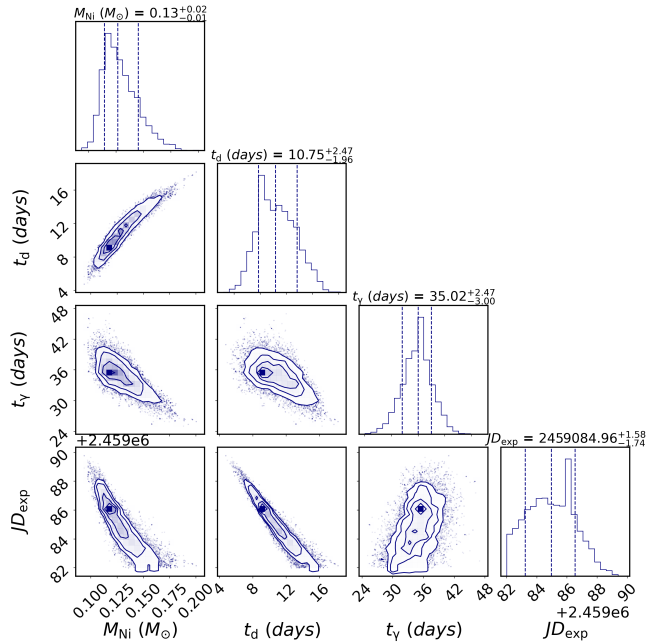 M_Ni (M_⊙) = 0.13^{+0.02}_{-0.01}
t_d (days) = 10.75^{+2.47}_{-1.96}
t_d (days)
16
12
8
4
t_γ (days) = 35.02^{+2.47}_{-3.00}
t_γ (days)
48
42
36
30
24
+2.459e6
JD_exp = 2459084.96^{+1.58}_{-1.74}
JD_exp
90
88
86
84
82
0.100 0.125 0.150 0.175 0.200
4 8 12 16
24 30 36 42 48
82 84 86 88 90
+2.459e6
M_Ni (M_⊙)
t_d (days)
t_γ (days)
JD_exp